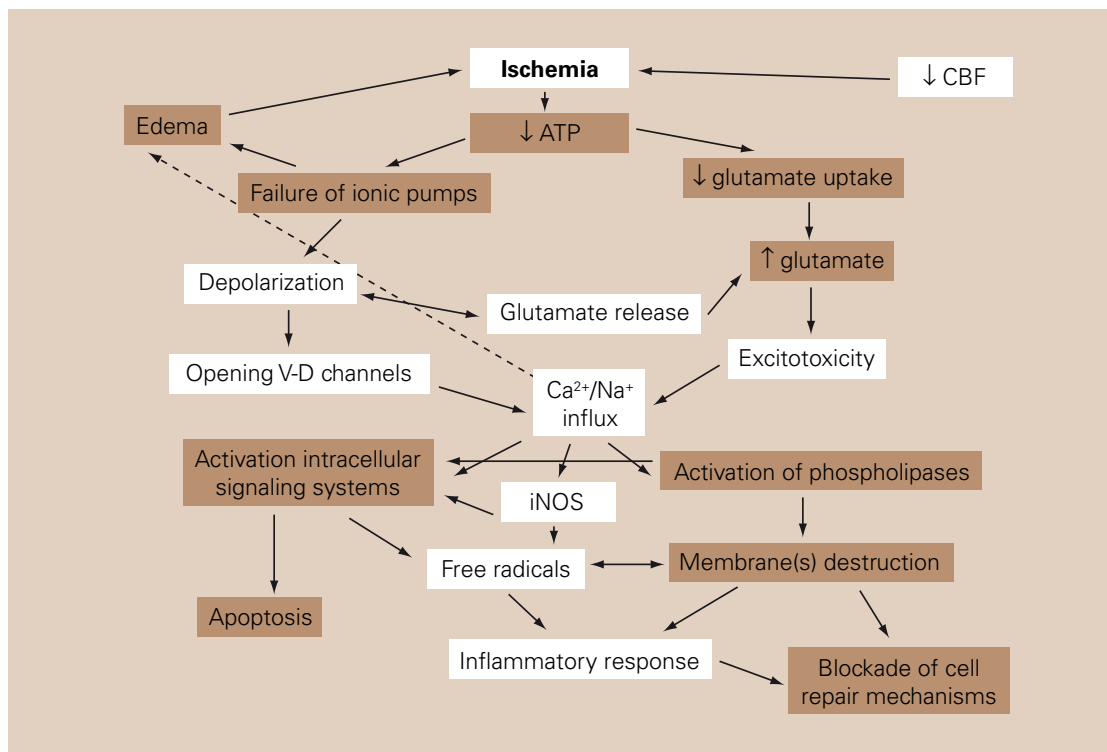 Ischemia
↓ CBF
Edema
↓ ATP
↓ glutamate uptake
Failure of ionic pumps
↑ glutamate
Depolarization
Glutamate release
Excitotoxicity
Opening V-D channels
Ca²⁺/Na⁺
influx
Activation intracellular
signaling systems
Activation of phospholipases
iNOS
Free radicals
Membrane(s) destruction
Apoptosis
Inflammatory response
Blockade of cell
repair mechanisms